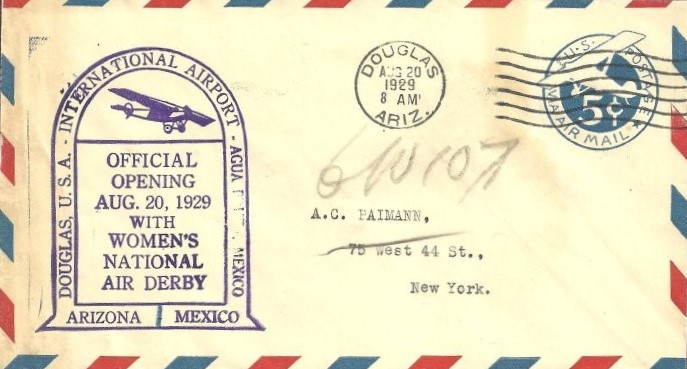 DOUGLAS, U.S.A. - INTERNATIONAL AIRPORT - AGUA MEXICO
OFFICIAL
OPENING
AUG. 20, 1929
WITH
WOMEN'S
NATIONAL
AIR DERBY
ARIZONA MEXICO
DOUGLAS
AUG 20
1929
8 AM
ARIZ.
U.S. POSTAGE
5¢
VIA AIR MAIL
A.C. PAIMANN,
75 West 44 St.,
New York.